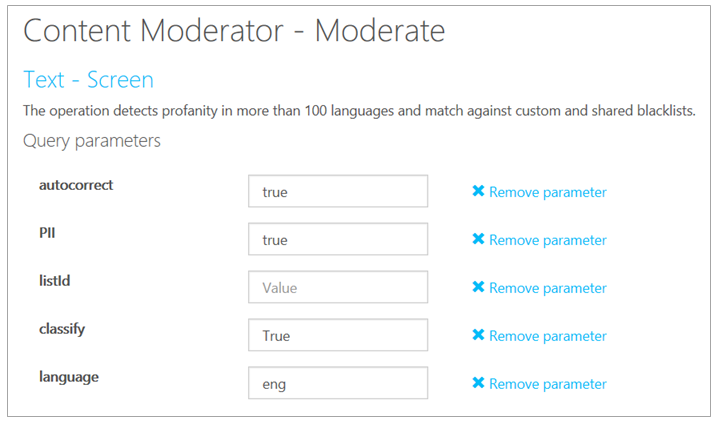 Content Moderator - Moderate
Text - Screen
The operation detects profanity in more than 100 languages and match against custom and shared blacklists.
Query parameters
autocorrect true ✖ Remove parameter
PII true ✖ Remove parameter
listId Value ✖ Remove parameter
classify True ✖ Remove parameter
language eng ✖ Remove parameter